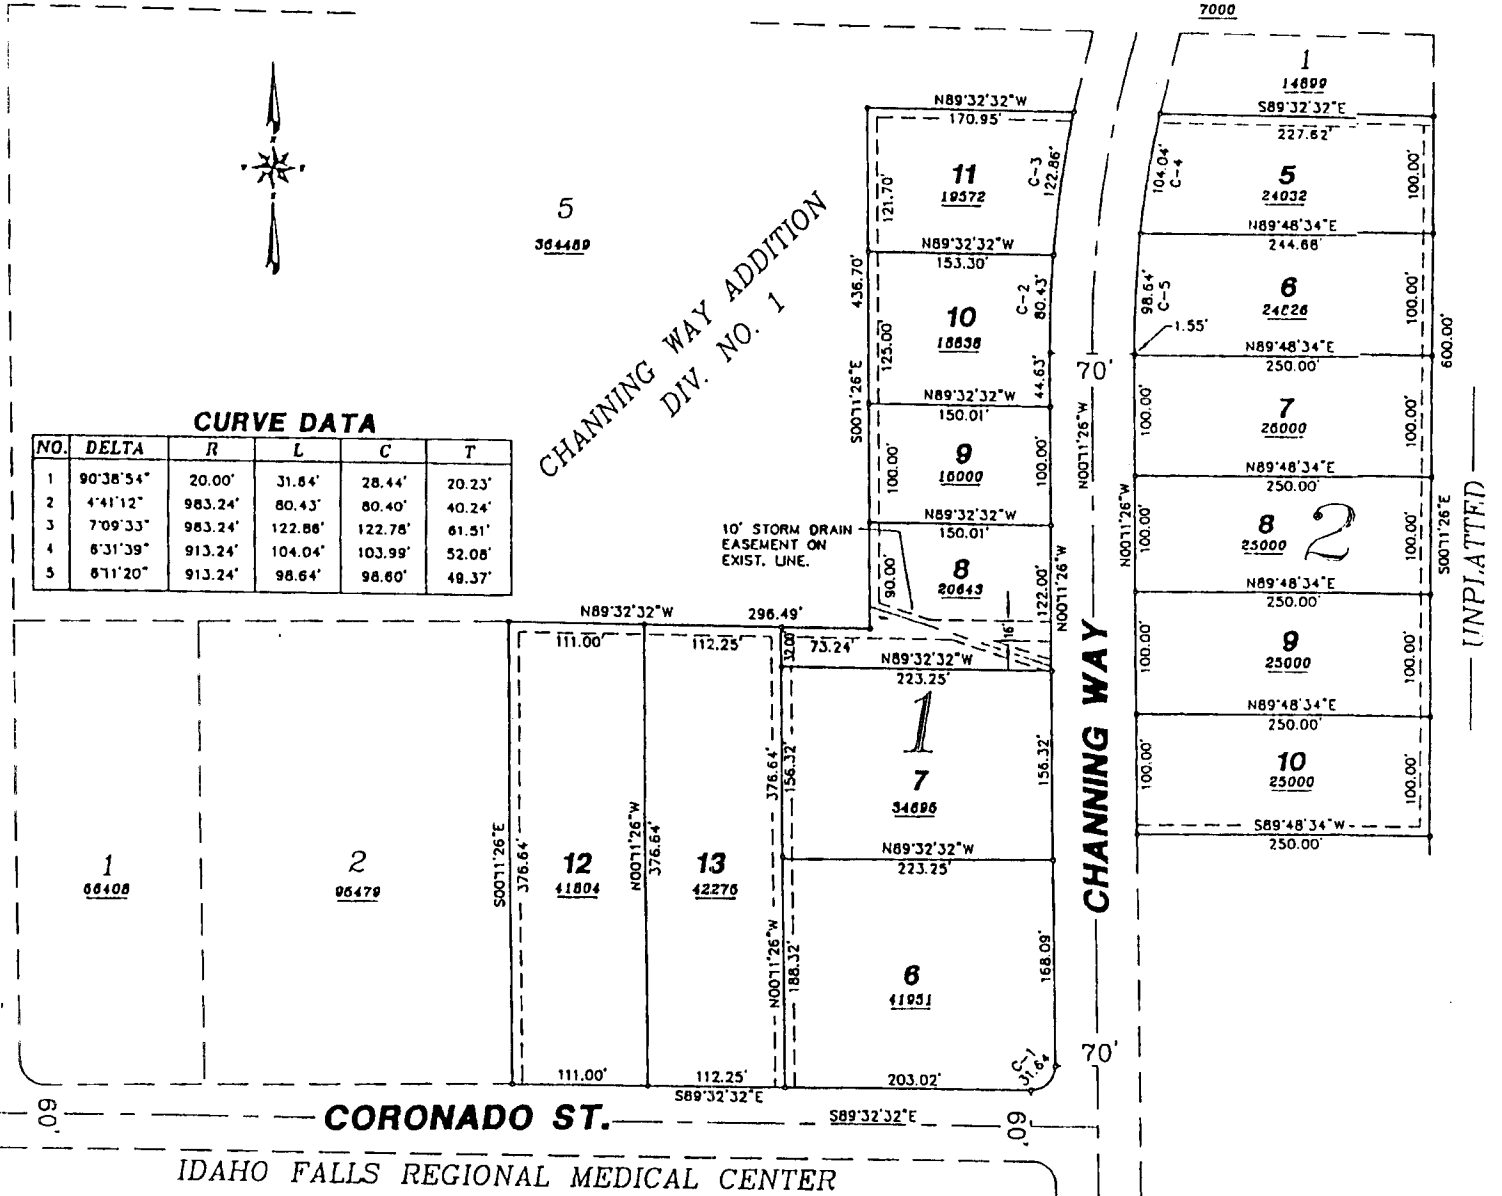 7000
1
14899
N89°32'32"W
170.95'
S89°32'32"E
227.62'
11
19572
C-3
122.86'
121.70'
104.04'
C-4
5
24032
100.00'
5
364489
CHANNING WAY ADDITION
DIV. NO. 1
N89°32'32"W
153.30'
N89°48'34"E
244.68'
436.70'
10
18838
C-2
80.43'
125.00'
98.64'
C-5
6
24826
100.00'
600.00'
1.55'
N89°48'34"E
250.00'
70'
44.63'
S00°11'26"E
N89°32'32"W
150.01'
N00°11'26"W
100.00'
7
25000
100.00'
CURVE DATA
NO. DELTA R L C T
1 90°38'54" 20.00' 31.64' 28.44' 20.23'
2 4°41'12" 983.24' 80.43' 80.40' 40.24'
3 7°09'33" 983.24' 122.86' 122.78' 61.51'
4 6°31'39" 913.24' 104.04' 103.99' 52.08'
5 6°11'20" 913.24' 98.64' 98.60' 49.37'
9
15000
100.00'
100.00'
N89°48'34"E
250.00'
N89°32'32"W
150.01'
10' STORM DRAIN
EASEMENT ON
EXIST. LINE.
8
20643
90.00'
122.00'
N00°11'26"W
N00°11'26"W
100.00'
8
25000
2
100.00'
S00°11'26"E
UNPLATTED
N89°48'34"E
250.00'
N89°32'32"W
296.49'
111.00'
112.25'
32.00'
73.24'
16'
N89°32'32"W
223.25'
100.00'
9
25000
100.00'
1
7
34896
376.64'
156.32'
156.32'
CHANNING WAY
N89°48'34"E
250.00'
100.00'
10
25000
100.00'
S89°48'34"W
250.00'
N89°32'32"W
223.25'
1
66408
2
96479
S00°11'26"E
376.64'
12
41804
N00°11'26"W
376.64'
13
42276
N00°11'26"W
188.32'
6
41951
168.09'
C-1
31.64
70'
111.00'
112.25'
203.02'
S89°32'32"E
60'
CORONADO ST.
S89°32'32"E
60'
IDAHO FALLS REGIONAL MEDICAL CENTER